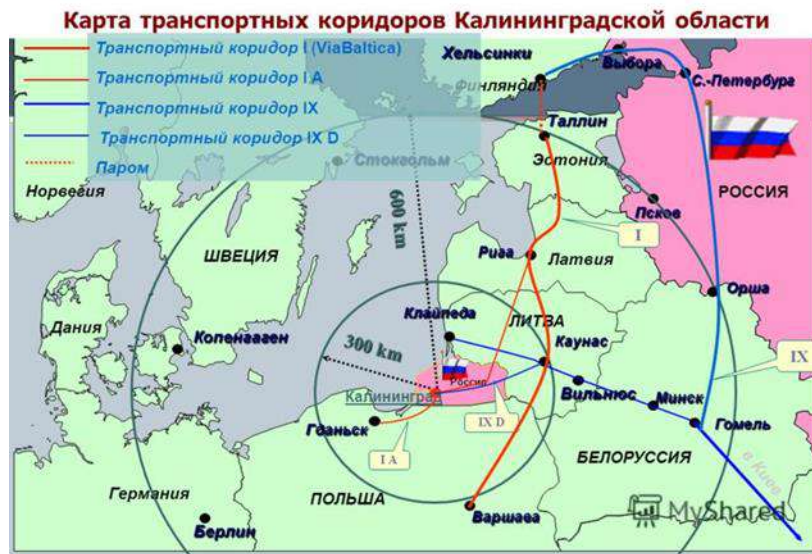 Карта транспортных коридоров Калининградской области
Транспортный коридор I (ViaBaltica)
Транспортный коридор I A
Транспортный коридор IX
Транспортный коридор IX D
Паром
Хельсинки
Финляндия
Выборга
С.-Петербург
Таллин
Эстония
Стокгольм
Норвегия
РОССИЯ
Псков
600 km
ШВЕЦИЯ
I
Рига
Латвия
Орша
Клайпеда
ЛИТВА
Дания
Копенгааген
300 km
Каунас
IX
Россия
Вильнюс
Минск
Калининград
Гомель
Гданьск
IX D
I A
БЕЛОРУССИЯ
в Киев
Германия
ПОЛЬША
Варшава
Берлин
MyShared